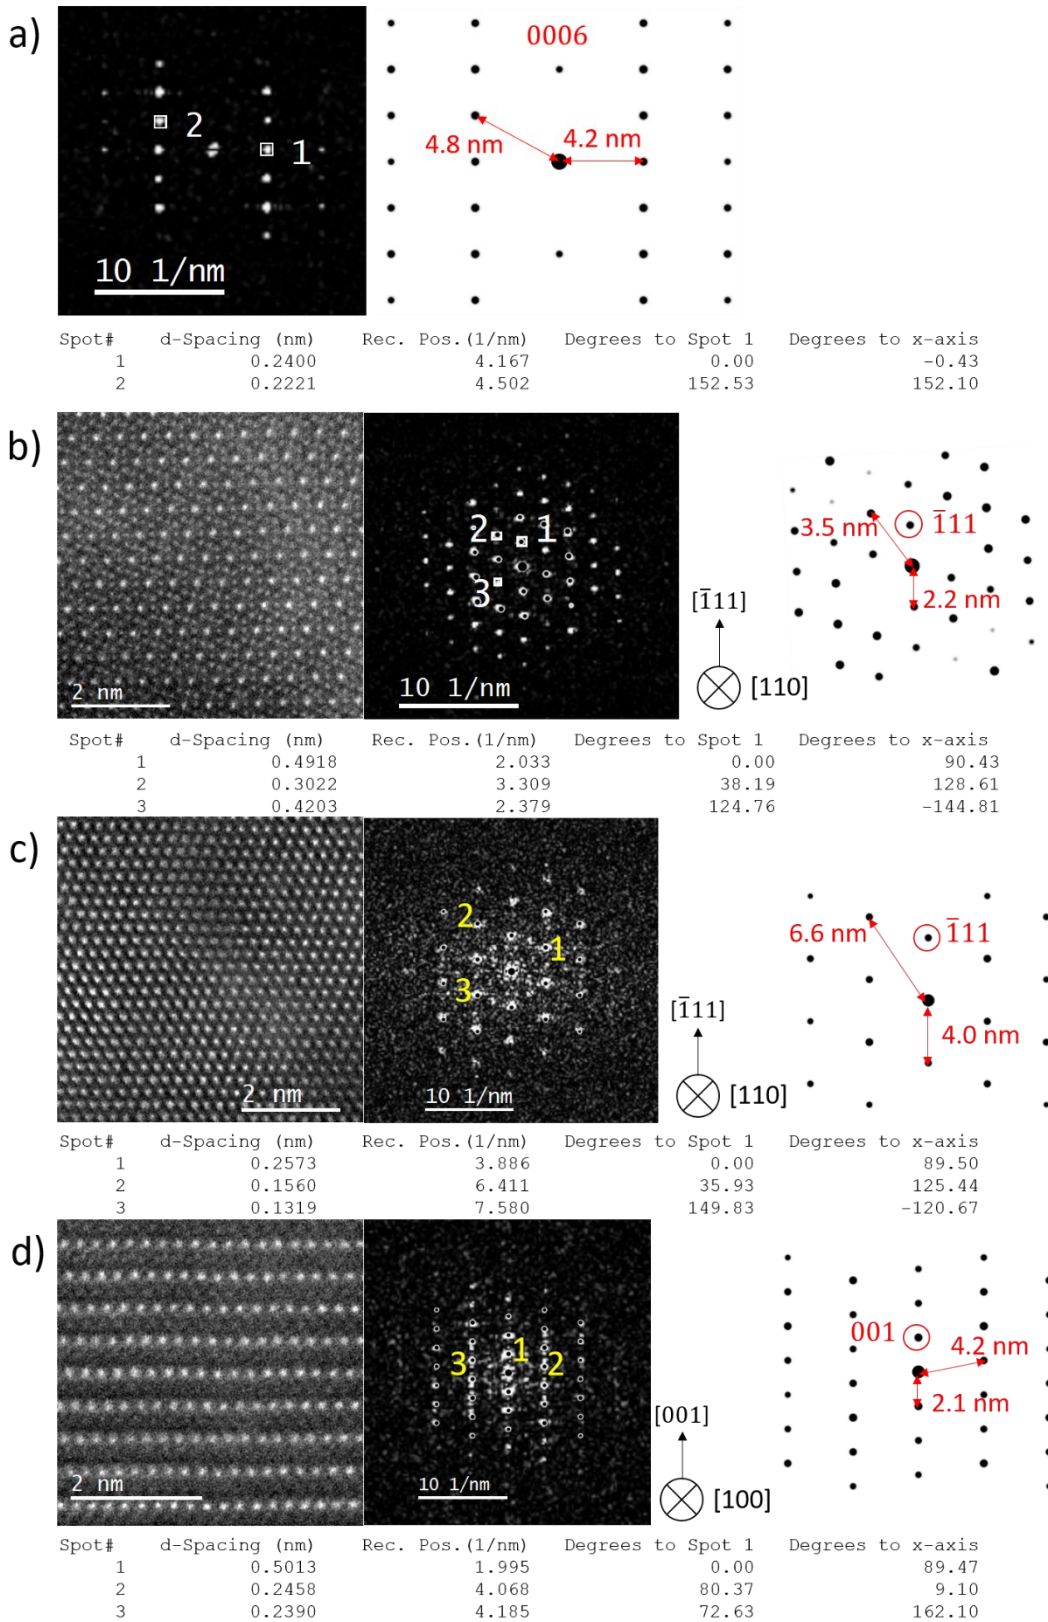 a)
2
1
10 1/nm
0006
4.8 nm
4.2 nm
Spot# d-Spacing (nm) Rec. Pos.(1/nm) Degrees to Spot 1 Degrees to x-axis
1 0.2400 4.167 0.00 -0.43
2 0.2221 4.502 152.53 152.10
b)
2 nm
2
1
3
10 1/nm
[1̅11]
[110]
3.5 nm
1̅11
2.2 nm
Spot# d-Spacing (nm) Rec. Pos.(1/nm) Degrees to Spot 1 Degrees to x-axis
1 0.4918 2.033 0.00 90.43
2 0.3022 3.309 38.19 128.61
3 0.4203 2.379 124.76 -144.81
c)
2 nm
2
1
3
10 1/nm
[1̅11]
[110]
6.6 nm
1̅11
4.0 nm
Spot# d-Spacing (nm) Rec. Pos.(1/nm) Degrees to Spot 1 Degrees to x-axis
1 0.2573 3.886 0.00 89.50
2 0.1560 6.411 35.93 125.44
3 0.1319 7.580 149.83 -120.67
d)
2 nm
3
1
2
10 1/nm
[001]
[100]
001
4.2 nm
2.1 nm
Spot# d-Spacing (nm) Rec. Pos.(1/nm) Degrees to Spot 1 Degrees to x-axis
1 0.5013 1.995 0.00 89.47
2 0.2458 4.068 80.37 9.10
3 0.2390 4.185 72.63 162.10